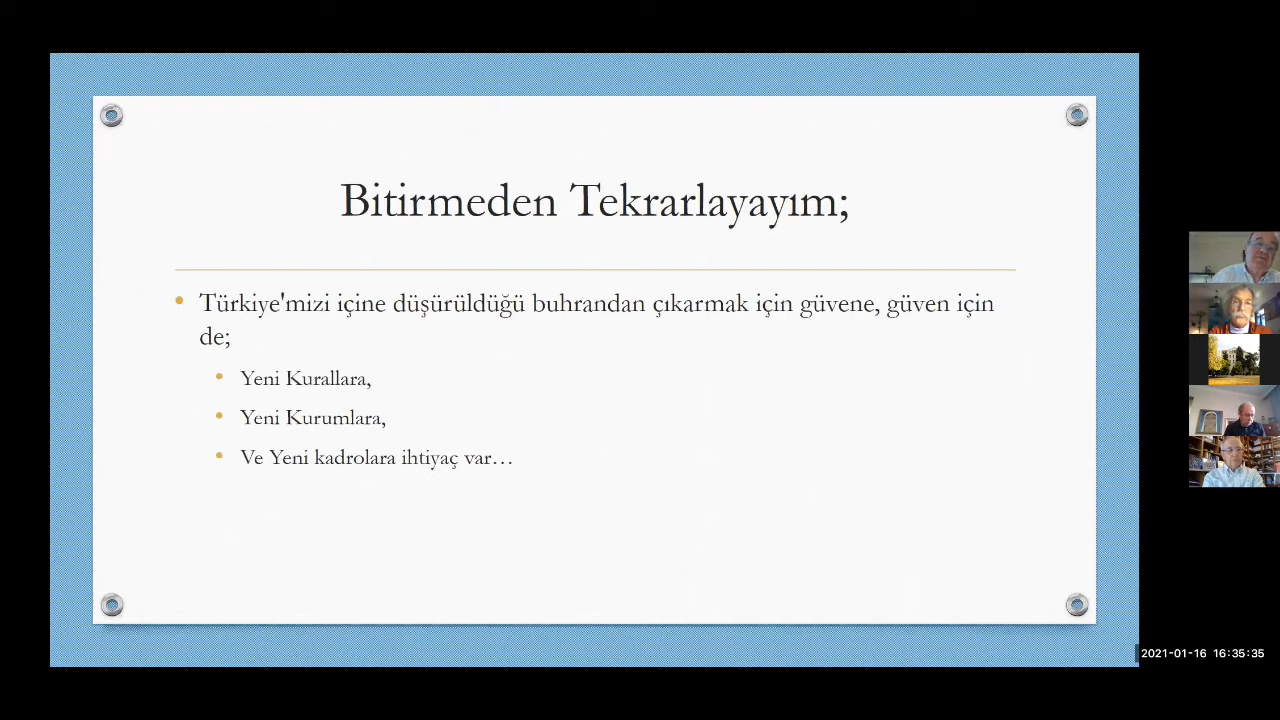 Bitirmeden Tekrarlayayım;
Türkiye'mizi içine düşürüldüğü buhrandan çıkarmak için güvene, güven için
de;
Yeni Kurallara,
Yeni Kurumlara,
Ve Yeni kadrolara ihtiyaç var…
2021-01-16 16:35:35